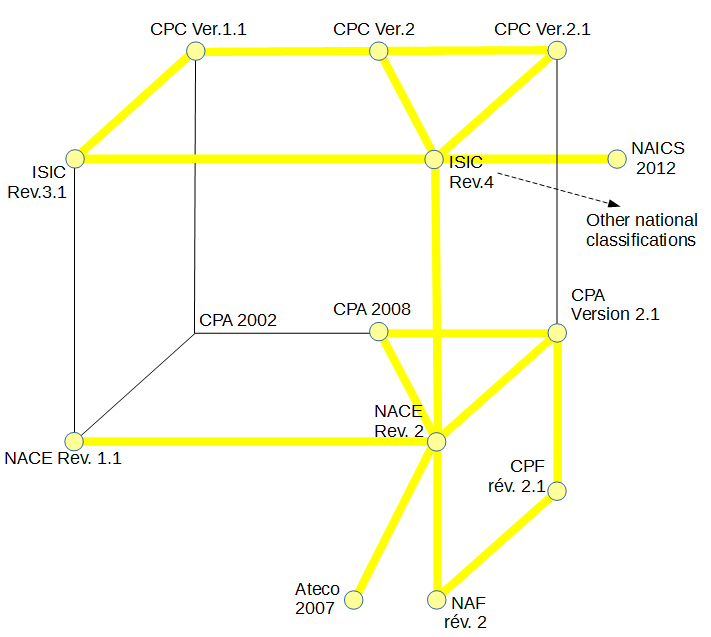 CPC Ver.1.1
CPC Ver.2
CPC Ver.2.1
ISIC
Rev.3.1
ISIC
Rev.4
NAICS
2012
Other national
classifications
CPA 2002
CPA 2008
CPA
Version 2.1
NACE
Rev. 2
NACE Rev. 1.1
CPF
rév. 2.1
Ateco
2007
NAF
rév. 2